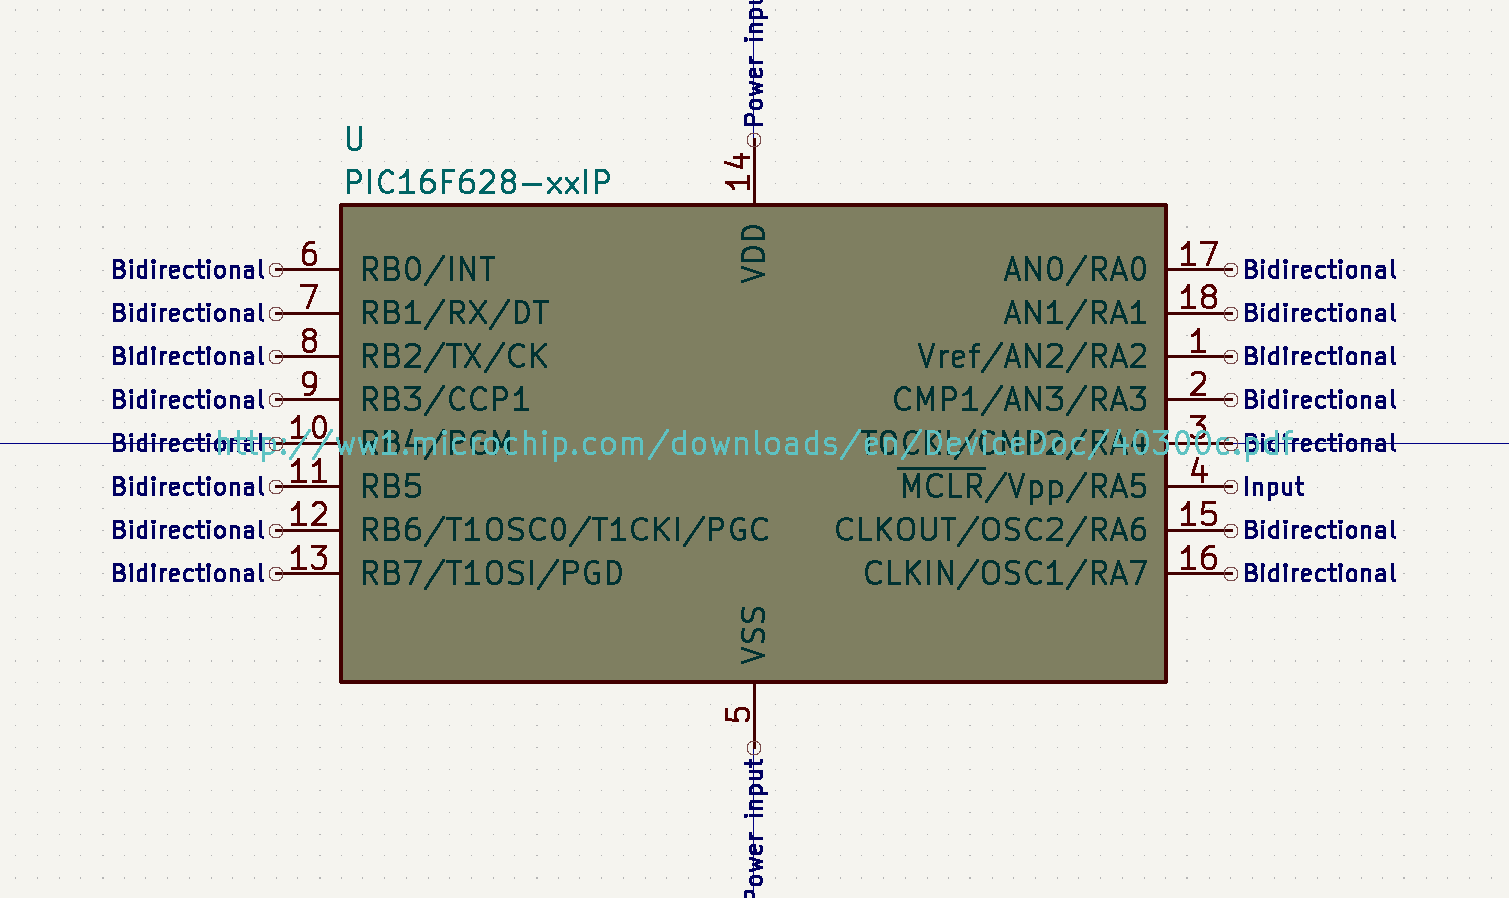 Power input
14
U
PIC16F628-xxIP
VDD
Bidirectional 6 RB0/INT AN0/RA0 17 Bidirectional
Bidirectional 7 RB1/RX/DT AN1/RA1 18 Bidirectional
Bidirectional 8 RB2/TX/CK Vref/AN2/RA2 1 Bidirectional
Bidirectional 9 RB3/CCP1 CMP1/AN3/RA3 2 Bidirectional
Bidirectional 10 RB4/PGM TOCKI/CMP2/RA4 3 Bidirectional
http://ww1.microchip.com/downloads/en/DeviceDoc/40300c.pdf
Bidirectional 11 RB5 MCLR/Vpp/RA5 4 Input
Bidirectional 12 RB6/T1OSCO/T1CKI/PGC CLKOUT/OSC2/RA6 15 Bidirectional
Bidirectional 13 RB7/T1OSI/PGD CLKIN/OSC1/RA7 16 Bidirectional
VSS
5
Power input